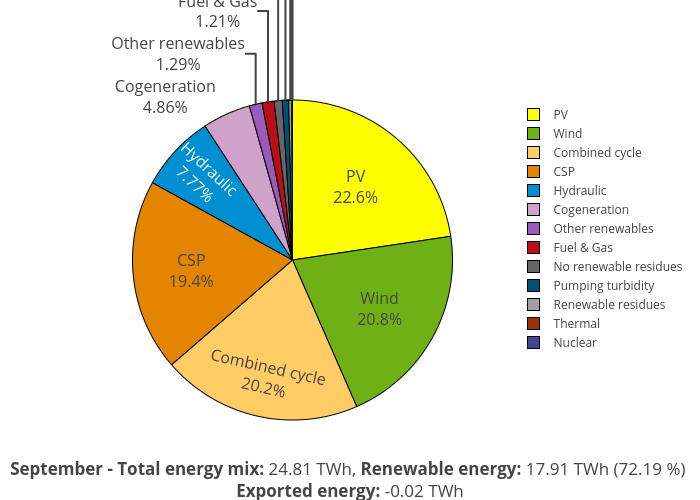 Fuel & Gas
1.21%
Other renewables
1.29%
Cogeneration
4.86%
Hydraulic
7.77%
PV
22.6%
CSP
19.4%
Wind
20.8%
Combined cycle
20.2%
PV
Wind
Combined cycle
CSP
Hydraulic
Cogeneration
Other renewables
Fuel & Gas
No renewable residues
Pumping turbidity
Renewable residues
Thermal
Nuclear
September - Total energy mix: 24.81 TWh, Renewable energy: 17.91 TWh (72.19 %)
Exported energy: -0.02 TWh